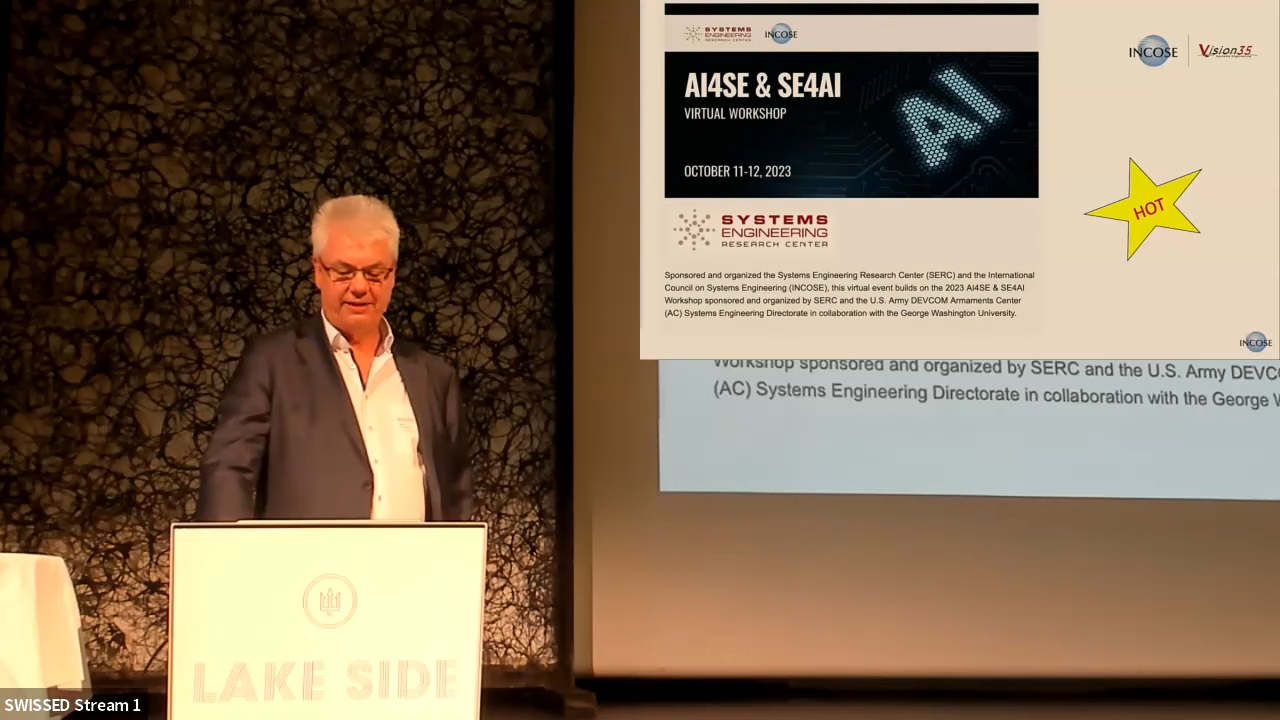 SYSTEMS
ENGINEERING
RESEARCH CENTER
INCOSE
AI4SE & SE4AI
VIRTUAL WORKSHOP
OCTOBER 11-12, 2023
AI
INCOSE
Vision35
HOT
SYSTEMS
ENGINEERING
RESEARCH CENTER
Sponsored and organized the Systems Engineering Research Center (SERC) and the International
Council on Systems Engineering (INCOSE), this virtual event builds on the 2023 AI4SE & SE4AI
Workshop sponsored and organized by SERC and the U.S. Army DEVCOM Armaments Center
(AC) Systems Engineering Directorate in collaboration with the George Washington University.
INCOSE
Workshop sponsored and organized by SERC and the U.S. Army DEVC
(AC) Systems Engineering Directorate in collaboration with the George W
LAKE SIDE
SWISSED Stream 1